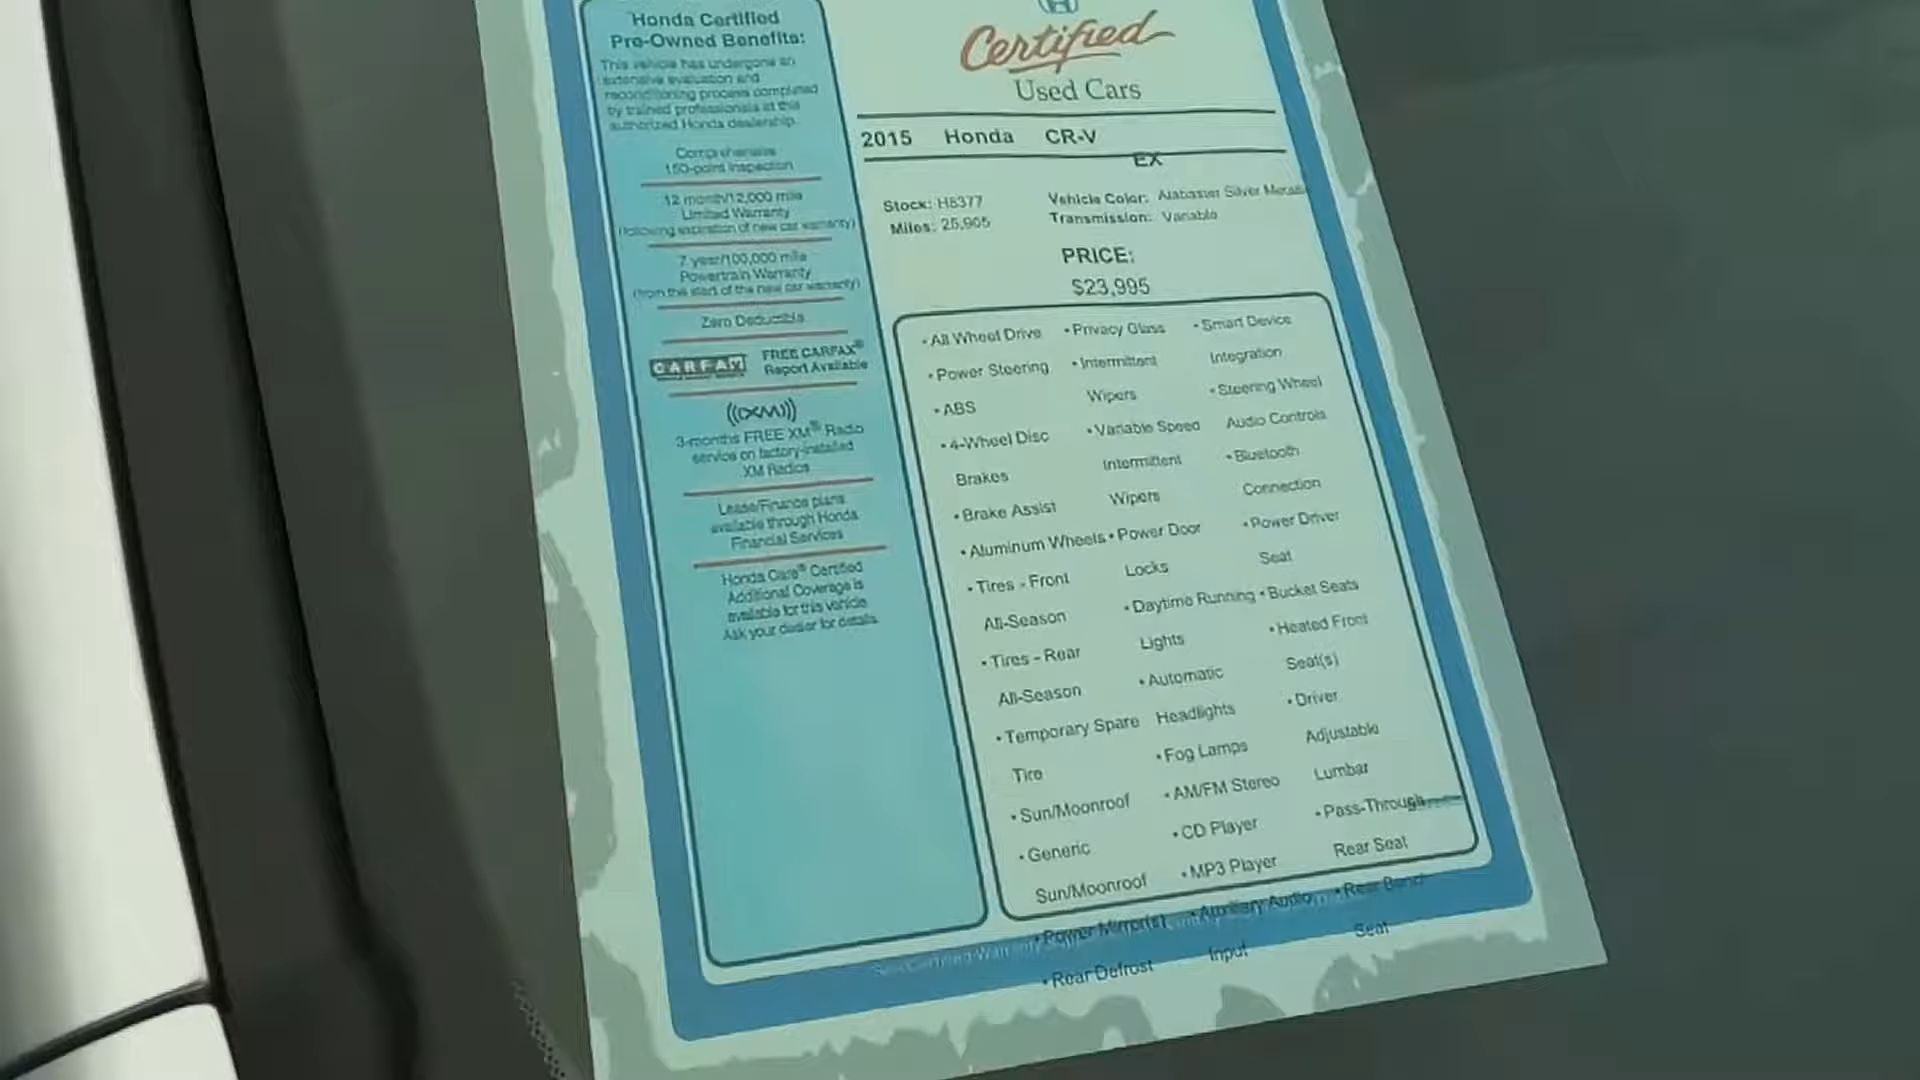 Honda Certified
Pre-Owned Benefits:
This vehicle has undergone an
extensive evaluation and
reconditioning process completed
by trained professionals at this
authorized Honda dealership.
Comprehensive
150-point inspection
12 month/12,000 mile
Limited Warranty
(following expiration of new car warranty)
7 year/100,000 mile
Powertrain Warranty
(from the start of the new car warranty)
Zero Deductible
CARFAX
FREE CARFAX®
Report Available
((XM))
3-months FREE XM® Radio
service on factory-installed
XM Radios
Lease/Finance plans
available through Honda
Financial Services
Honda Care® Certified
Additional Coverage is
available for this vehicle
Ask your dealer for details.
Certified
Used Cars
2015 Honda CR-V
EX
Stock: H8377
Miles: 25,905
Vehicle Color: Alabaster Silver Metallic
Transmission: Variable
PRICE:
$23,995
• All Wheel Drive
• Power Steering
• ABS
• 4-Wheel Disc
Brakes
• Brake Assist
• Aluminum Wheels
• Tires - Front
All-Season
• Tires - Rear
All-Season
• Temporary Spare
Tire
• Sun/Moonroof
• Generic
Sun/Moonroof
• Power Mirror(s)
• Rear Defrost
• Privacy Glass
• Intermittent
Wipers
• Variable Speed
Intermittent
Wipers
• Power Door
Locks
• Daytime Running
Lights
• Automatic
Headlights
• Fog Lamps
• AM/FM Stereo
• CD Player
• MP3 Player
• Auxiliary Audio
Input
• Smart Device
Integration
• Steering Wheel
Audio Controls
• Bluetooth
Connection
• Power Driver
Seat
• Bucket Seats
• Heated Front
Seat(s)
• Driver
Adjustable
Lumbar
• Pass-Through
Rear Seat
• Rear Bench
Seat